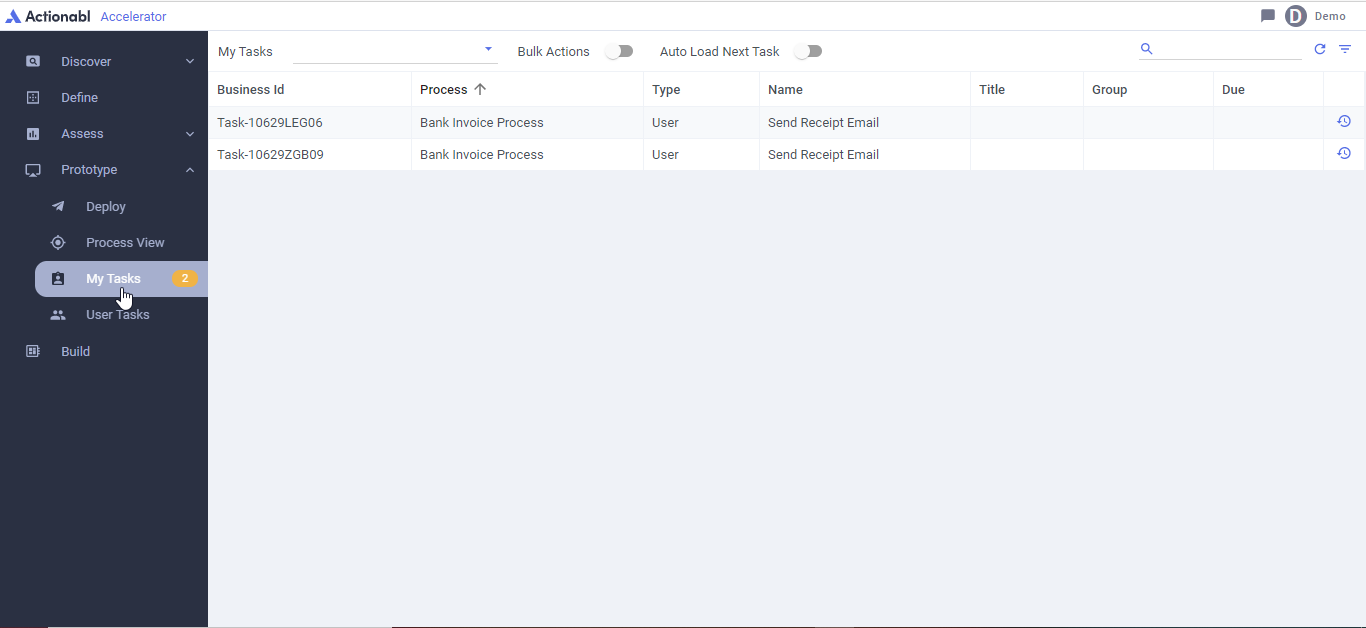 Actionabl Accelerator
D Demo
Discover
Define
Assess
Prototype
Deploy
Process View
My Tasks 2
User Tasks
Build
My Tasks Bulk Actions Auto Load Next Task
Business Id Process Type Name Title Group Due
Task-10629LEG06 Bank Invoice Process User Send Receipt Email
Task-10629ZGB09 Bank Invoice Process User Send Receipt Email